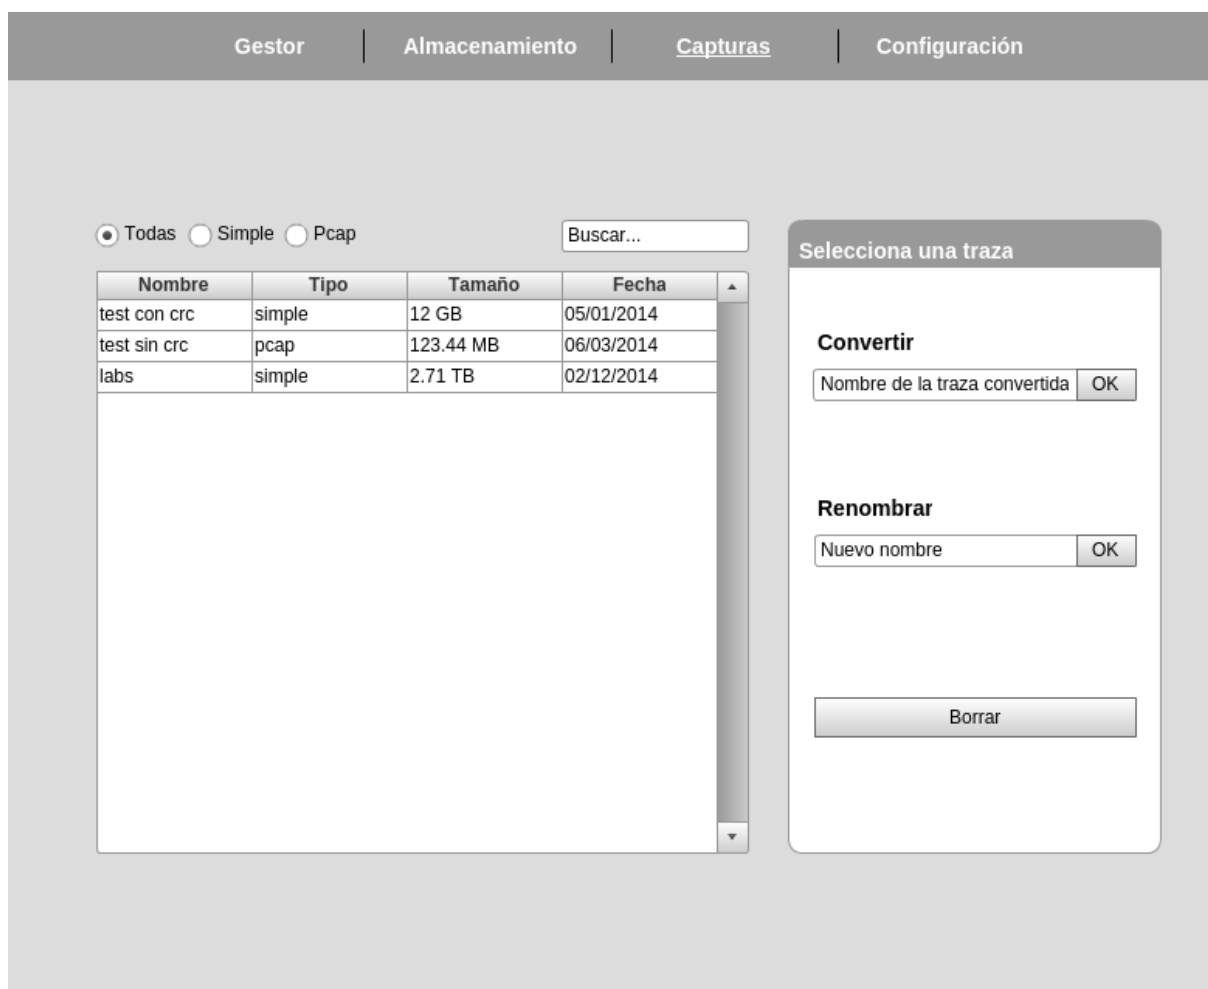 Gestor Almacenamiento Capturas Configuración
Todas Simple Pcap Buscar...
Nombre Tipo Tamaño Fecha
test con crc simple 12 GB 05/01/2014
test sin crc pcap 123.44 MB 06/03/2014
labs simple 2.71 TB 02/12/2014
Selecciona una traza
Convertir
Nombre de la traza convertida OK
Renombrar
Nuevo nombre OK
Borrar